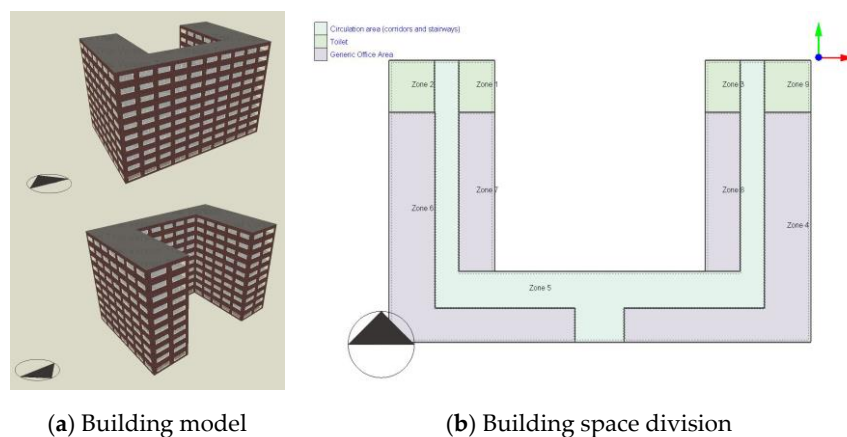 Circulation area (corridors and stairways)
Toilet
Generic Office Area
Zone 2
Zone 1
Zone 3
Zone 9
Zone 6
Zone 7
Zone 8
Zone 4
Zone 5
(a) Building model
(b) Building space division